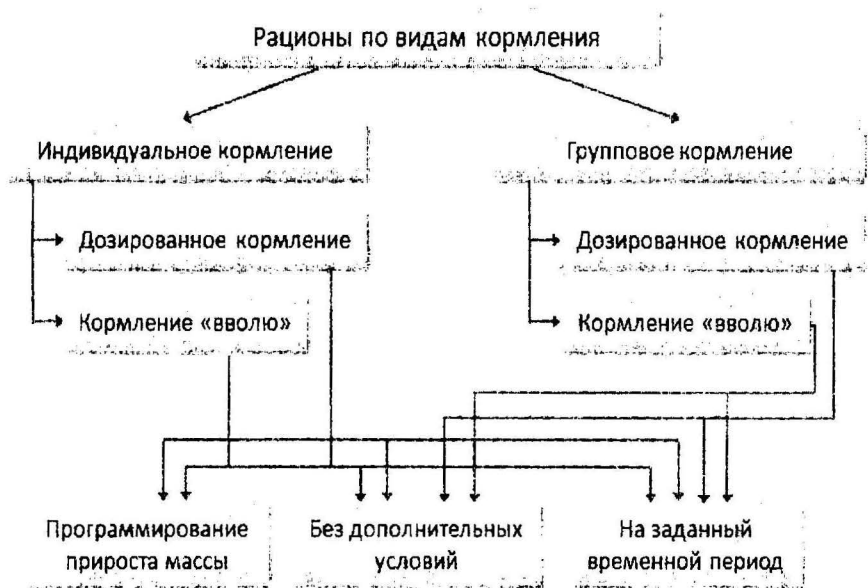 Рационы по видам кормления
Индивидуальное кормление
Групповое кормление
Дозированное кормление
Дозированное кормление
Кормление «вволю»
Кормление «вволю»
Программирование
прироста массы
Без дополнительных
условий
На заданный
временной период